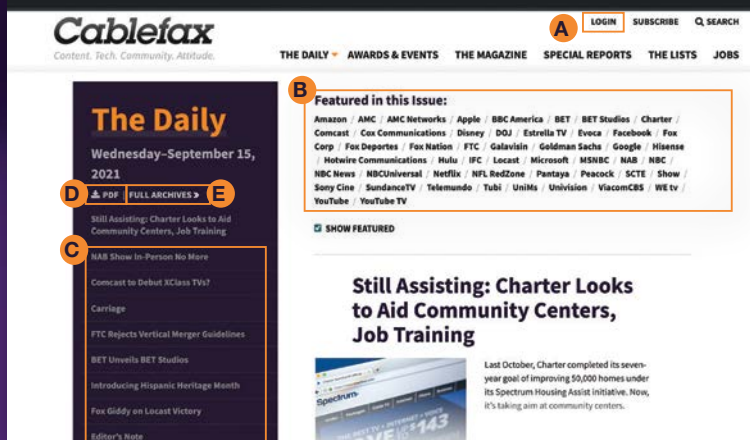 Cablefax
Content. Tech. Community. Attitude.
A
LOGIN SUBSCRIBE SEARCH
THE DAILY AWARDS & EVENTS THE MAGAZINE SPECIAL REPORTS THE LISTS JOBS
The Daily
Wednesday–September 15,
2021
D
PDF | FULL ARCHIVES
E
Still Assisting: Charter Looks to Aid
Community Centers, Job Training
C
NAB Show In-Person No More
Comcast to Debut XClass TVs?
Carriage
FTC Rejects Vertical Merger Guidelines
BET Unveils BET Studios
Introducing Hispanic Heritage Month
Fox Giddy on Locast Victory
Editor's Note
B
Featured in this Issue:
Amazon / AMC / AMC Networks / Apple / BBC America / BET / BET Studios / Charter /
Comcast / Cox Communications / Disney / DOJ / Estrella TV / Evoca / Facebook / Fox
Corp / Fox Deportes / Fox Nation / FTC / Galavisin / Goldman Sachs / Google / Hisense
/ Hotwire Communications / Hulu / IFC / Locast / Microsoft / MSNBC / NAB / NBC /
NBC News / NBCUniversal / Netflix / NFL RedZone / Pantaya / Peacock / SCTE / Show /
Sony Cine / SundanceTV / Telemundo / Tubi / UniMs / Univision / ViacomCBS / WE tv /
YouTube / YouTube TV
SHOW FEATURED
Still Assisting: Charter Looks
to Aid Community Centers,
Job Training
Spectrum
THE BEST TV + INTERNET + VOICE
SAVE UP TO $143
Last October, Charter completed its seven-
year goal of improving 50,000 homes under
its Spectrum Housing Assist initiative. Now,
it's taking aim at community centers.